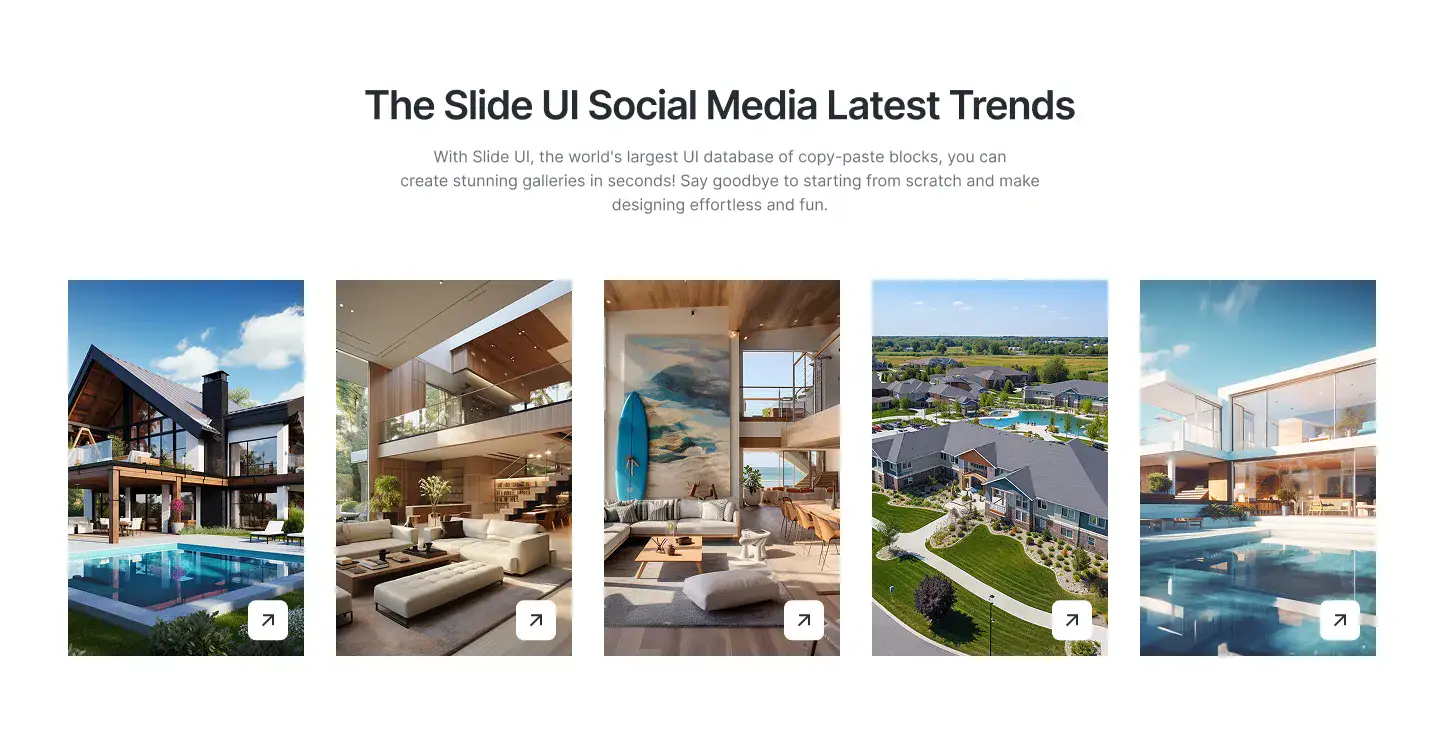 The Slide UI Social Media Latest Trends
With Slide UI, the world's largest UI database of copy-paste blocks, you can
create stunning galleries in seconds! Say goodbye to starting from scratch and make
designing effortless and fun.